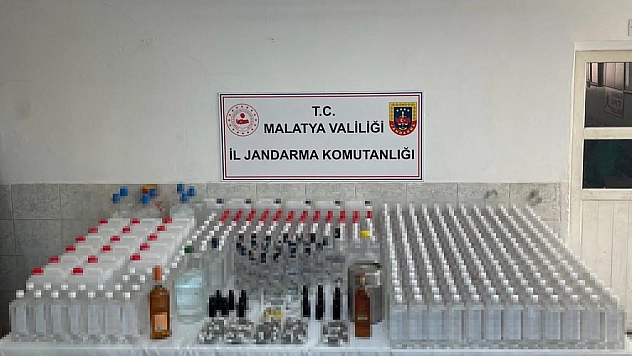 T.C.
MALATYA VALİLİĞİ
İL JANDARMA KOMUTANLIĞI